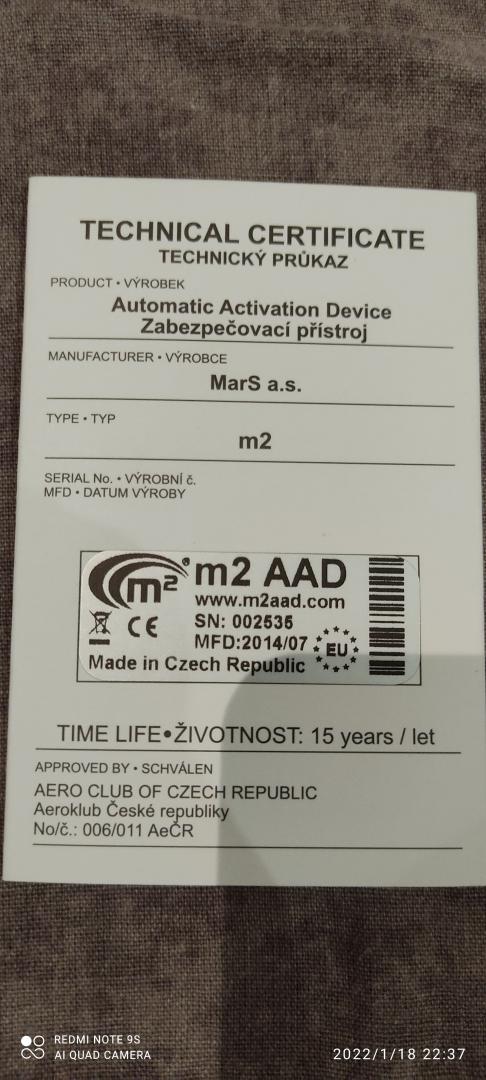 TECHNICAL CERTIFICATE
TECHNICKÝ PRŮKAZ
PRODUCT • VÝROBEK
Automatic Activation Device
Zabezpečovací přístroj
MANUFACTURER • VÝROBCE
MarS a.s.
TYPE • TYP
m2
SERIAL No. • VÝROBNÍ č.
MFD • DATUM VÝROBY
m2® m2 AAD
www.m2aad.com
CE SN: 002535
MFD:2014/07 EU
Made in Czech Republic
TIME LIFE•ŽIVOTNOST: 15 years / let
APPROVED BY • SCHVÁLEN
AERO CLUB OF CZECH REPUBLIC
Aeroklub České republiky
No/č.: 006/011 AeČR
REDMI NOTE 9S
AI QUAD CAMERA
2022/1/18 22:37